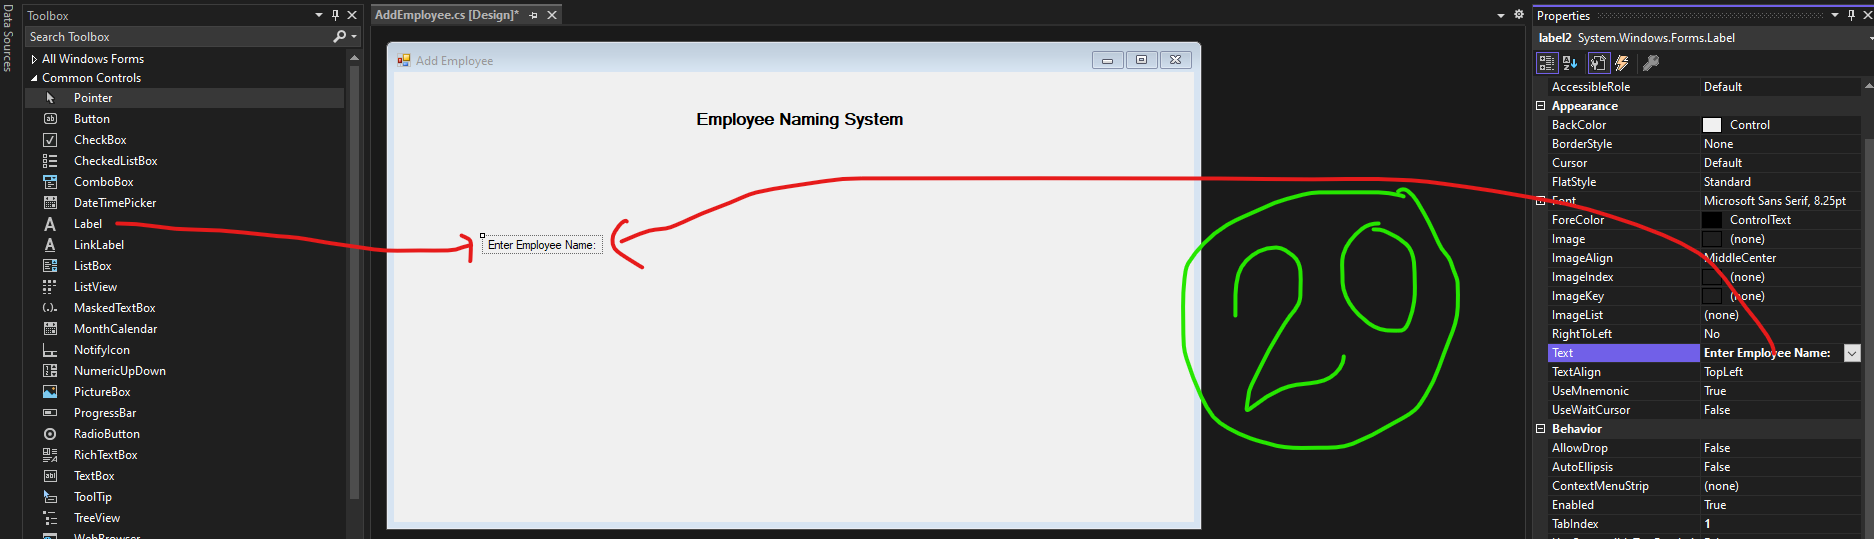 Data Sources
Toolbox
Search Toolbox
All Windows Forms
Common Controls
Pointer
Button
CheckBox
CheckedListBox
ComboBox
DateTimePicker
Label
LinkLabel
ListBox
ListView
MaskedTextBox
MonthCalendar
NotifyIcon
NumericUpDown
PictureBox
ProgressBar
RadioButton
RichTextBox
TextBox
ToolTip
TreeView
WebBrowser
AddEmployee.cs [Design]*
Add Employee
Employee Naming System
Enter Employee Name:
20
Properties
label2 System.Windows.Forms.Label
AccessibleRole Default
Appearance
BackColor Control
BorderStyle None
Cursor Default
FlatStyle Standard
Font Microsoft Sans Serif, 8.25pt
ForeColor ControlText
Image (none)
ImageAlign MiddleCenter
ImageIndex (none)
ImageKey (none)
ImageList (none)
RightToLeft No
Text Enter Employee Name:
TextAlign TopLeft
UseMnemonic True
UseWaitCursor False
Behavior
AllowDrop False
AutoEllipsis False
ContextMenuStrip (none)
Enabled True
TabIndex 1